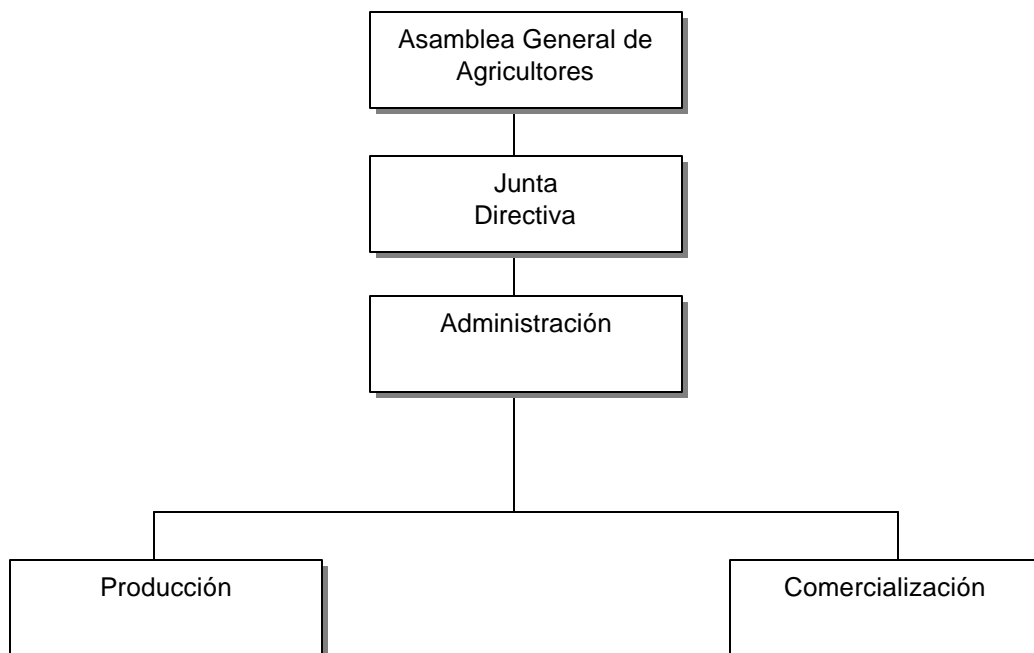 Asamblea General de
Agricultores
Junta
Directiva
Administración
Producción
Comercialización